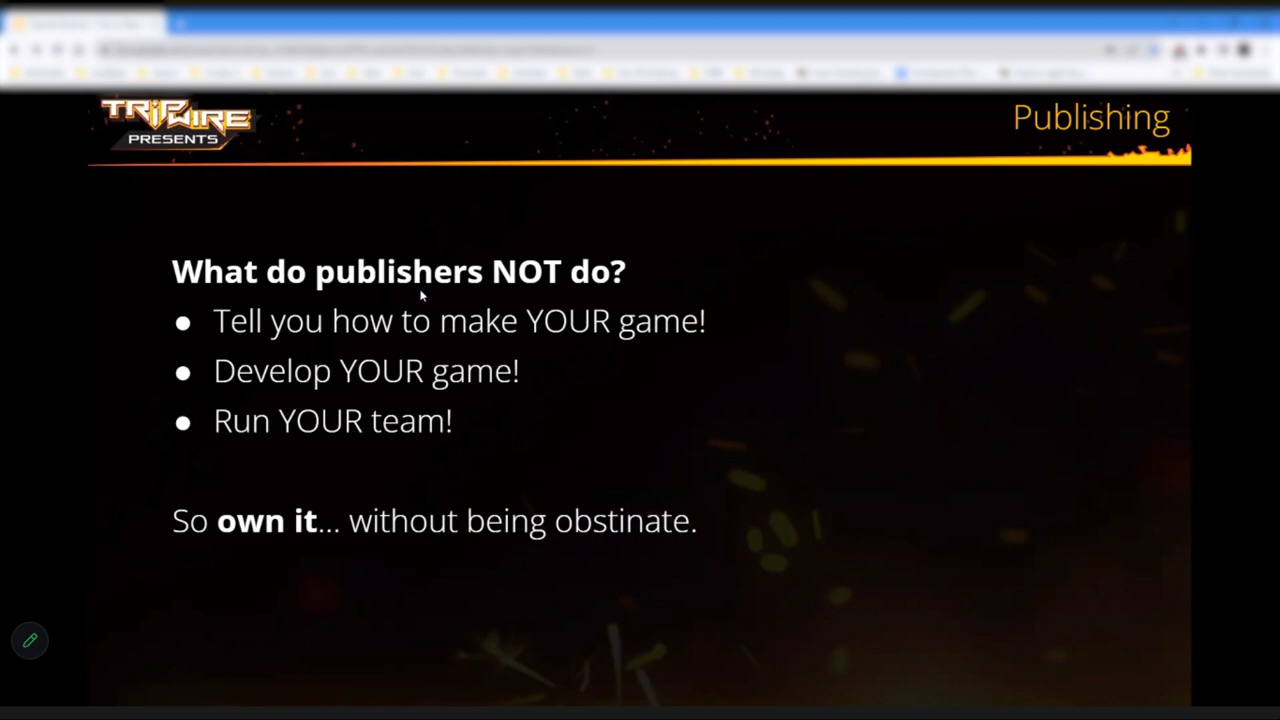 TRiPWIRE
PRESENTS
Publishing
What do publishers NOT do?
● Tell you how to make YOUR game!
● Develop YOUR game!
● Run YOUR team!
So own it... without being obstinate.